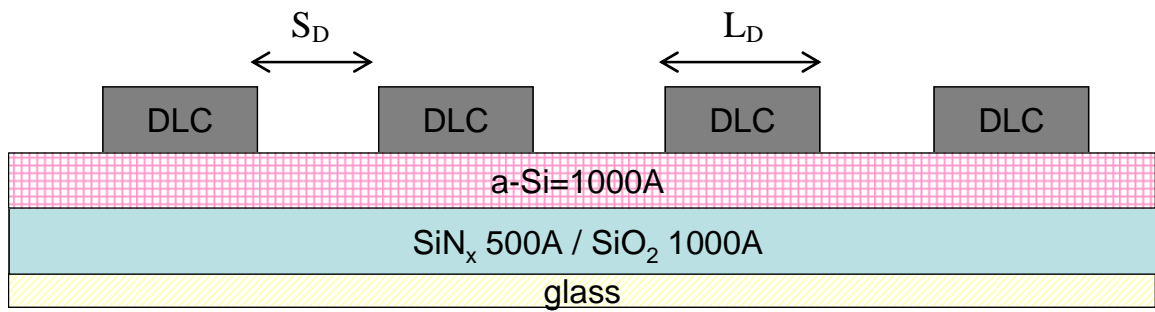 S_D L_D
DLC DLC DLC DLC
a-Si=1000A
SiN_x 500A / SiO_2 1000A
glass